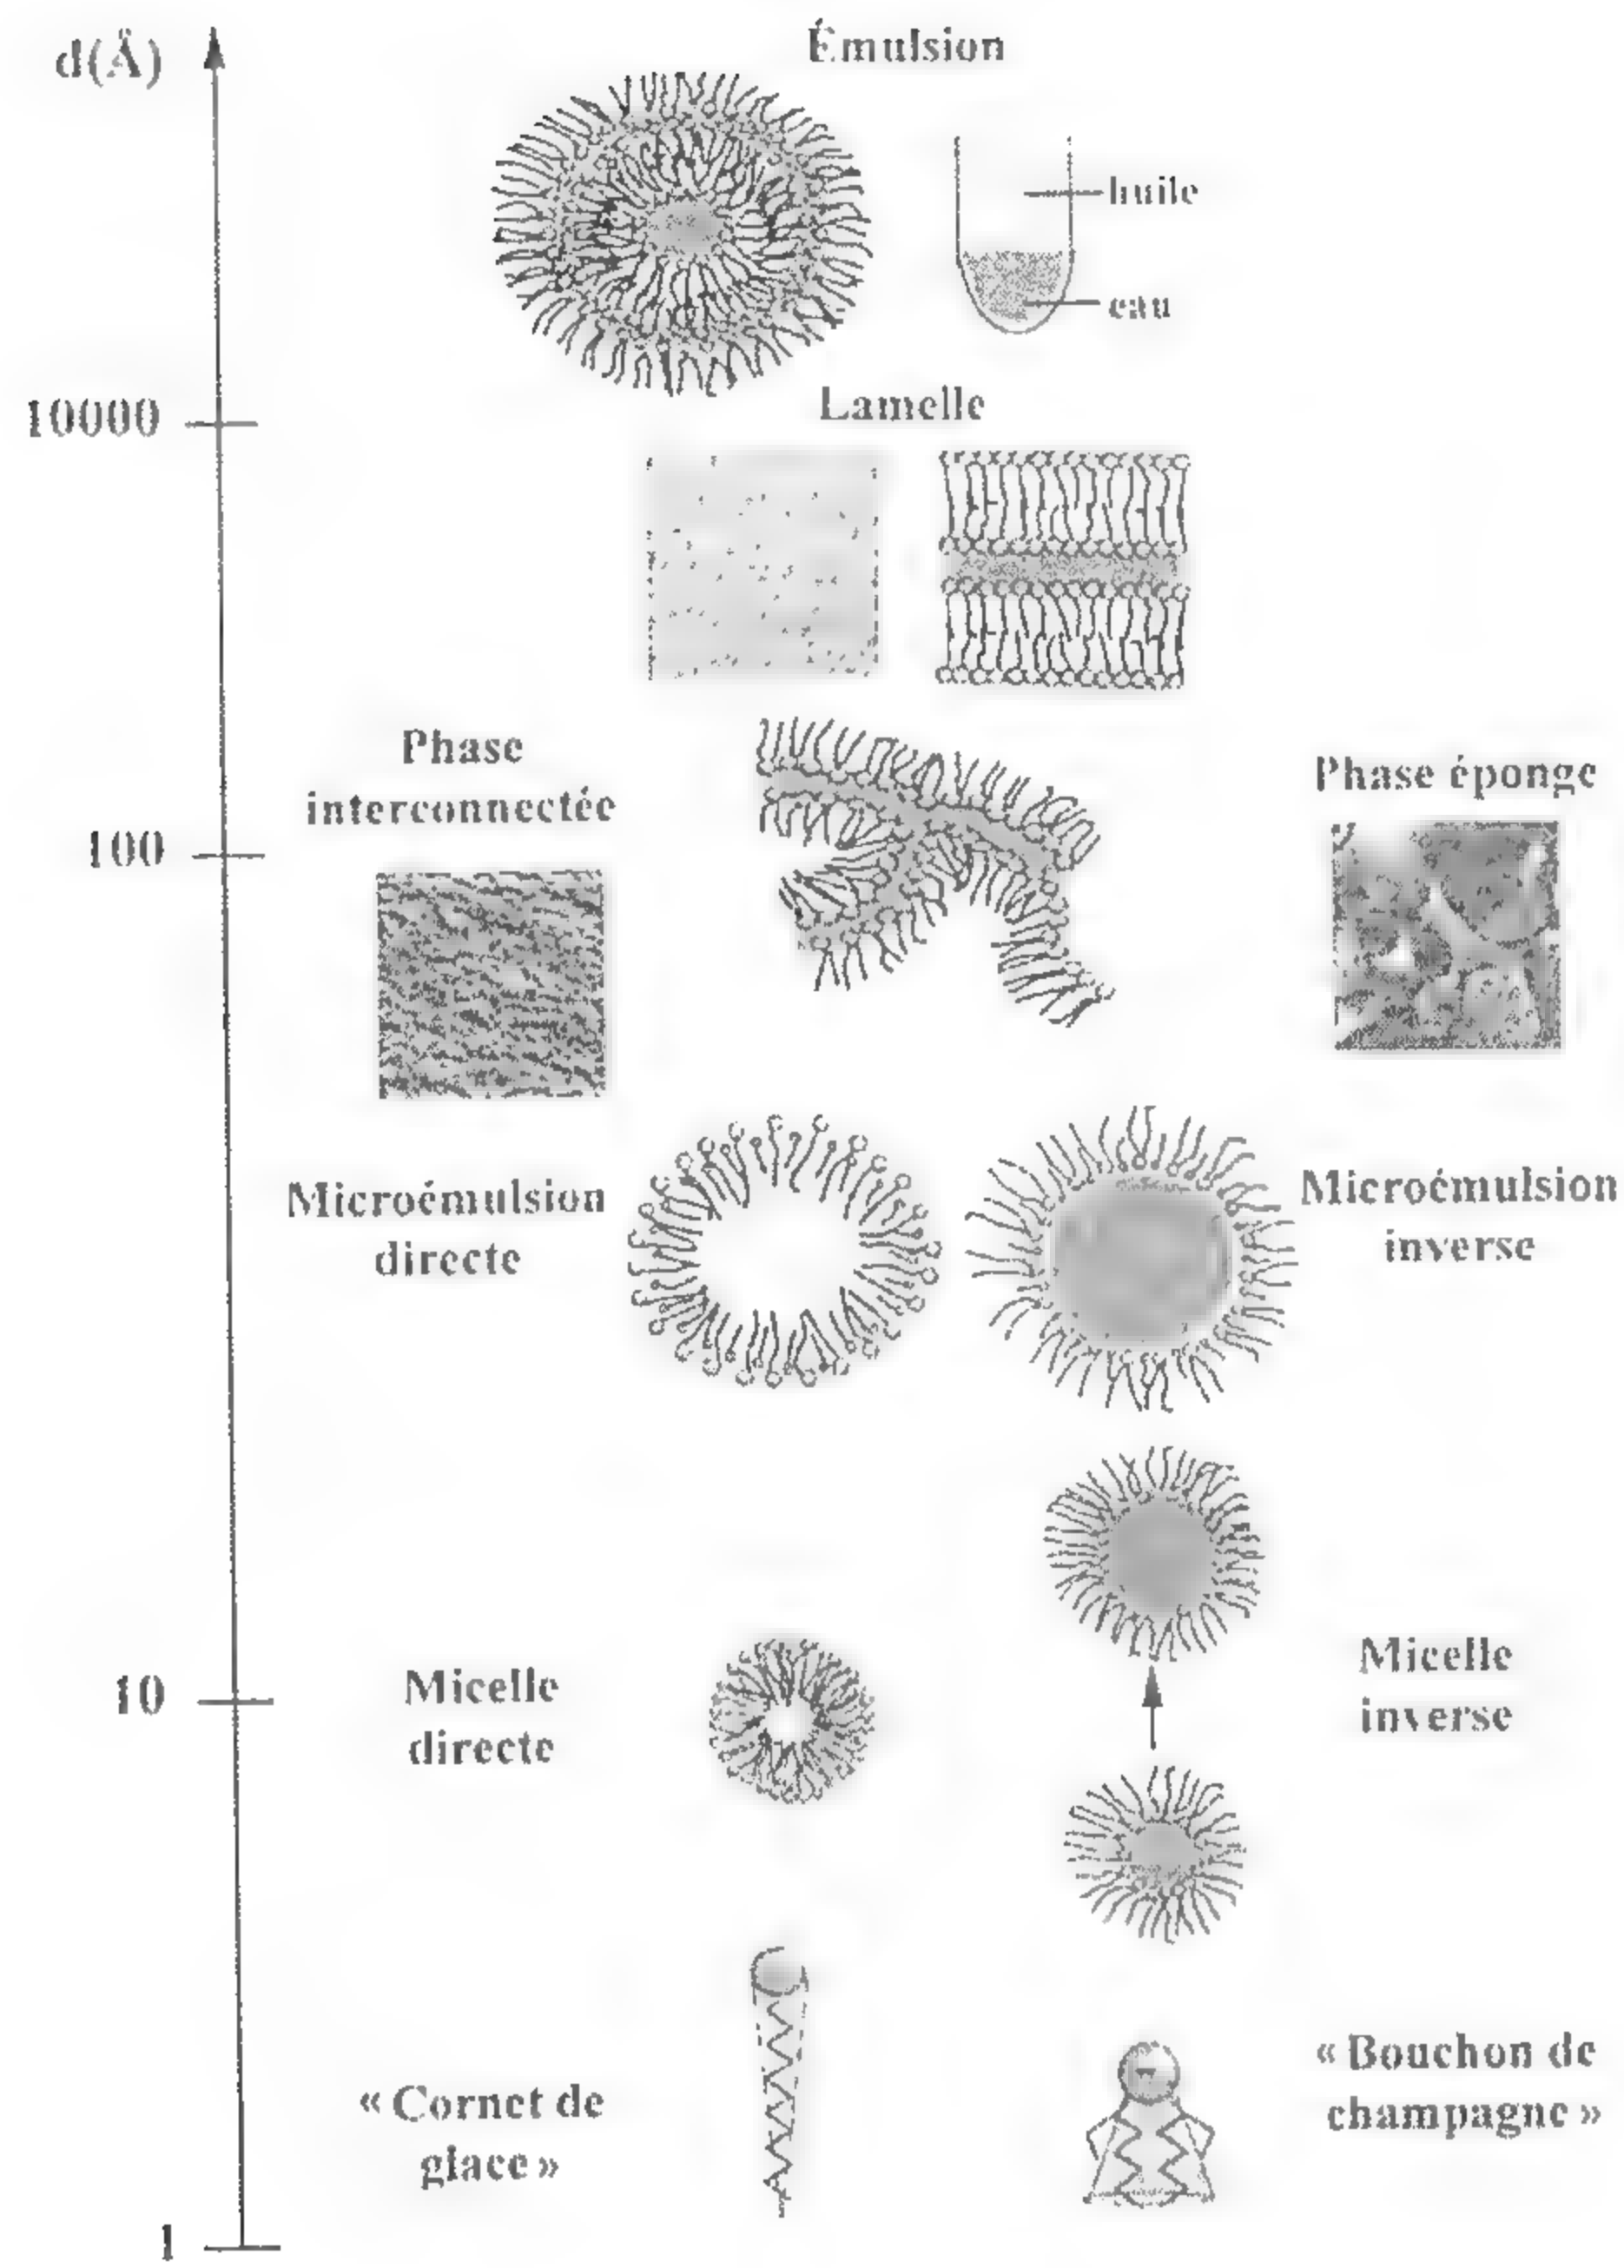 d(Å)
Émulsion
huile
eau
10000
Lamelle
Phase
interconnectée
Phase éponge
100
Microémulsion
directe
Microémulsion
inverse
10
Micelle
directe
Micelle
inverse
« Cornet de
glace »
« Bouchon de
champagne »
1